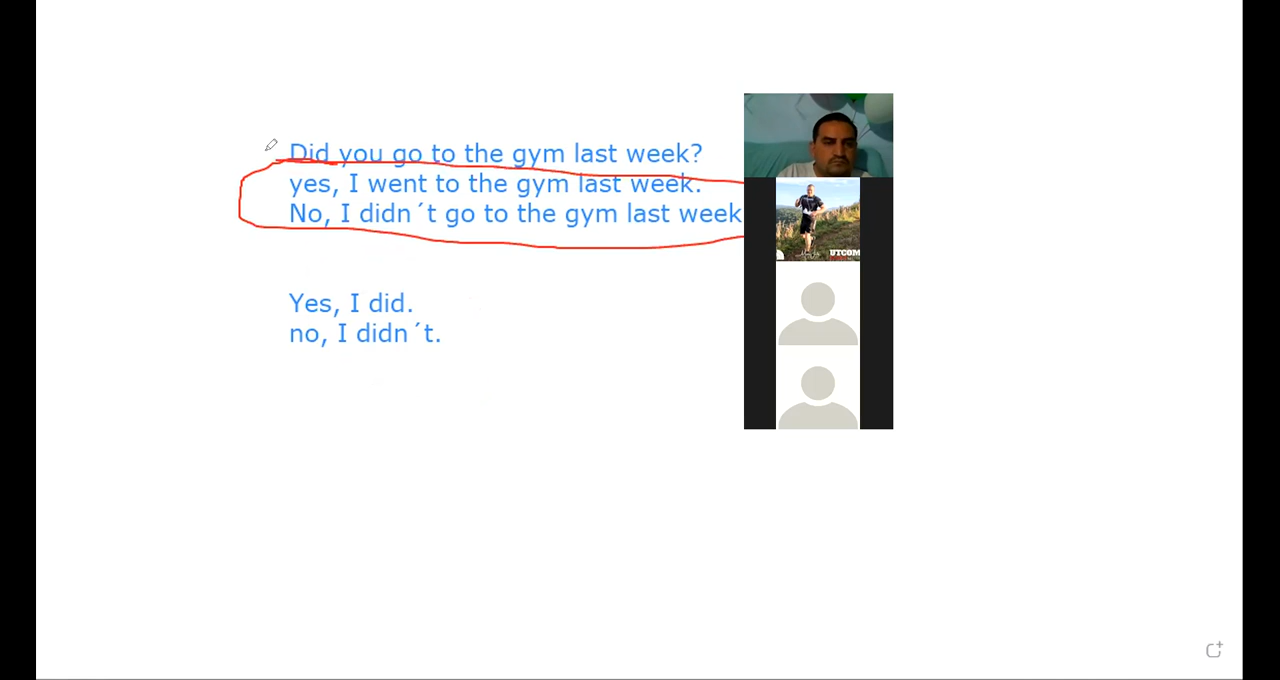 Did you go to the gym last week?
yes, I went to the gym last week.
No, I didn´t go to the gym last week
Yes, I did.
no, I didn´t.
UTCOM